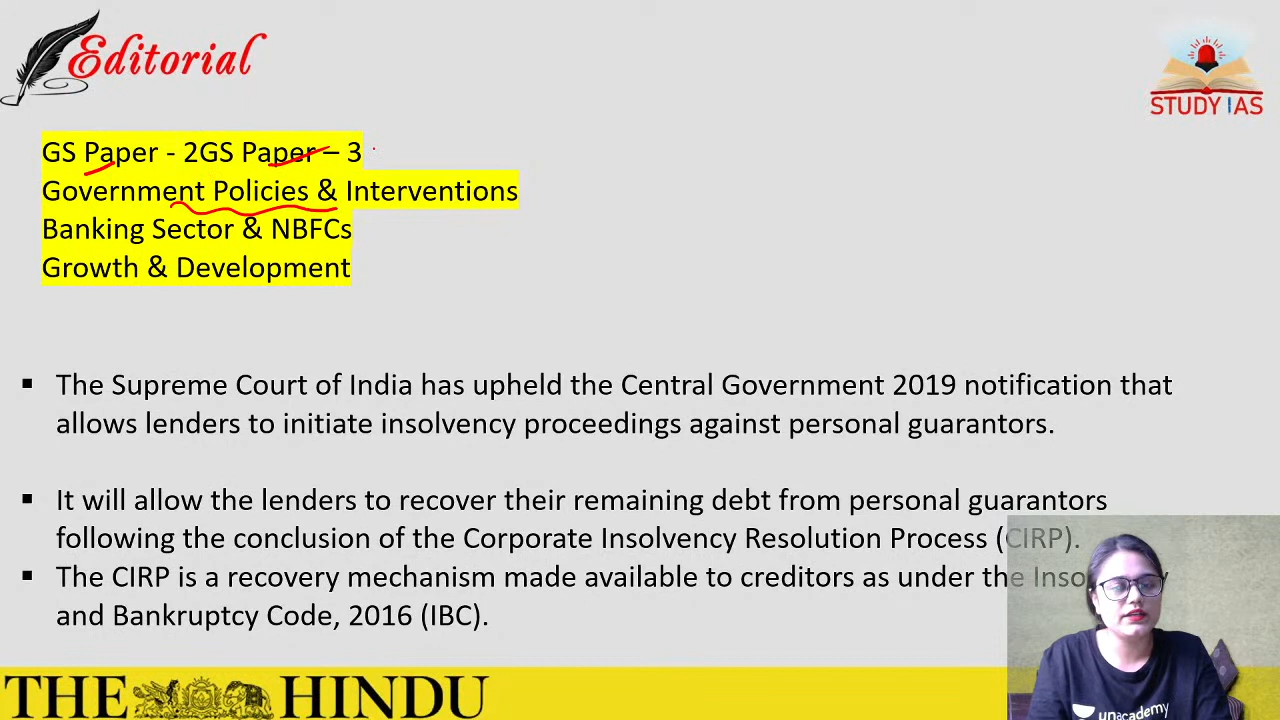 Editorial
STUDY IAS
GS Paper - 2GS Paper – 3
Government Policies & Interventions
Banking Sector & NBFCs
Growth & Development
▪ The Supreme Court of India has upheld the Central Government 2019 notification that
allows lenders to initiate insolvency proceedings against personal guarantors.
▪ It will allow the lenders to recover their remaining debt from personal guarantors
following the conclusion of the Corporate Insolvency Resolution Process (CIRP).
▪ The CIRP is a recovery mechanism made available to creditors as under the
and Bankruptcy Code, 2016 (IBC).
THE HINDU
unacademy